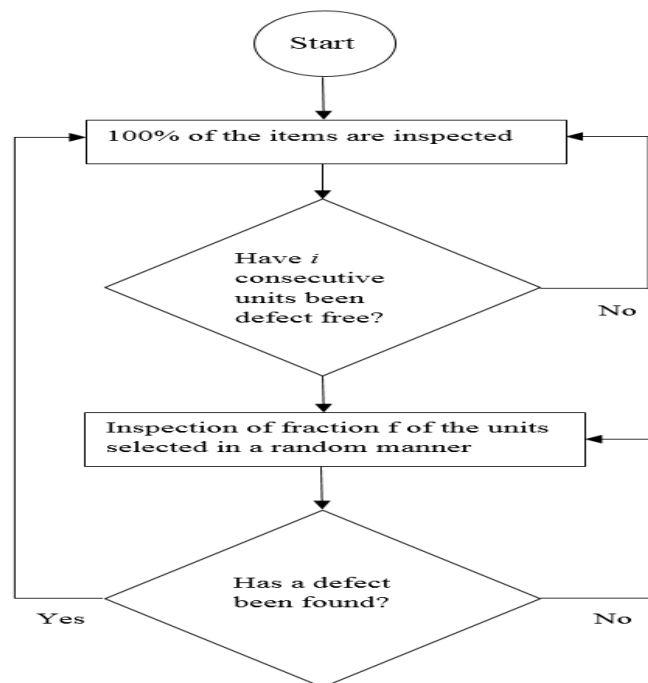 Start
100% of the items are inspected
Have i
consecutive
units been
defect free?
No
Inspection of fraction f of the units
selected in a random manner
Has a defect
been found?
Yes
No